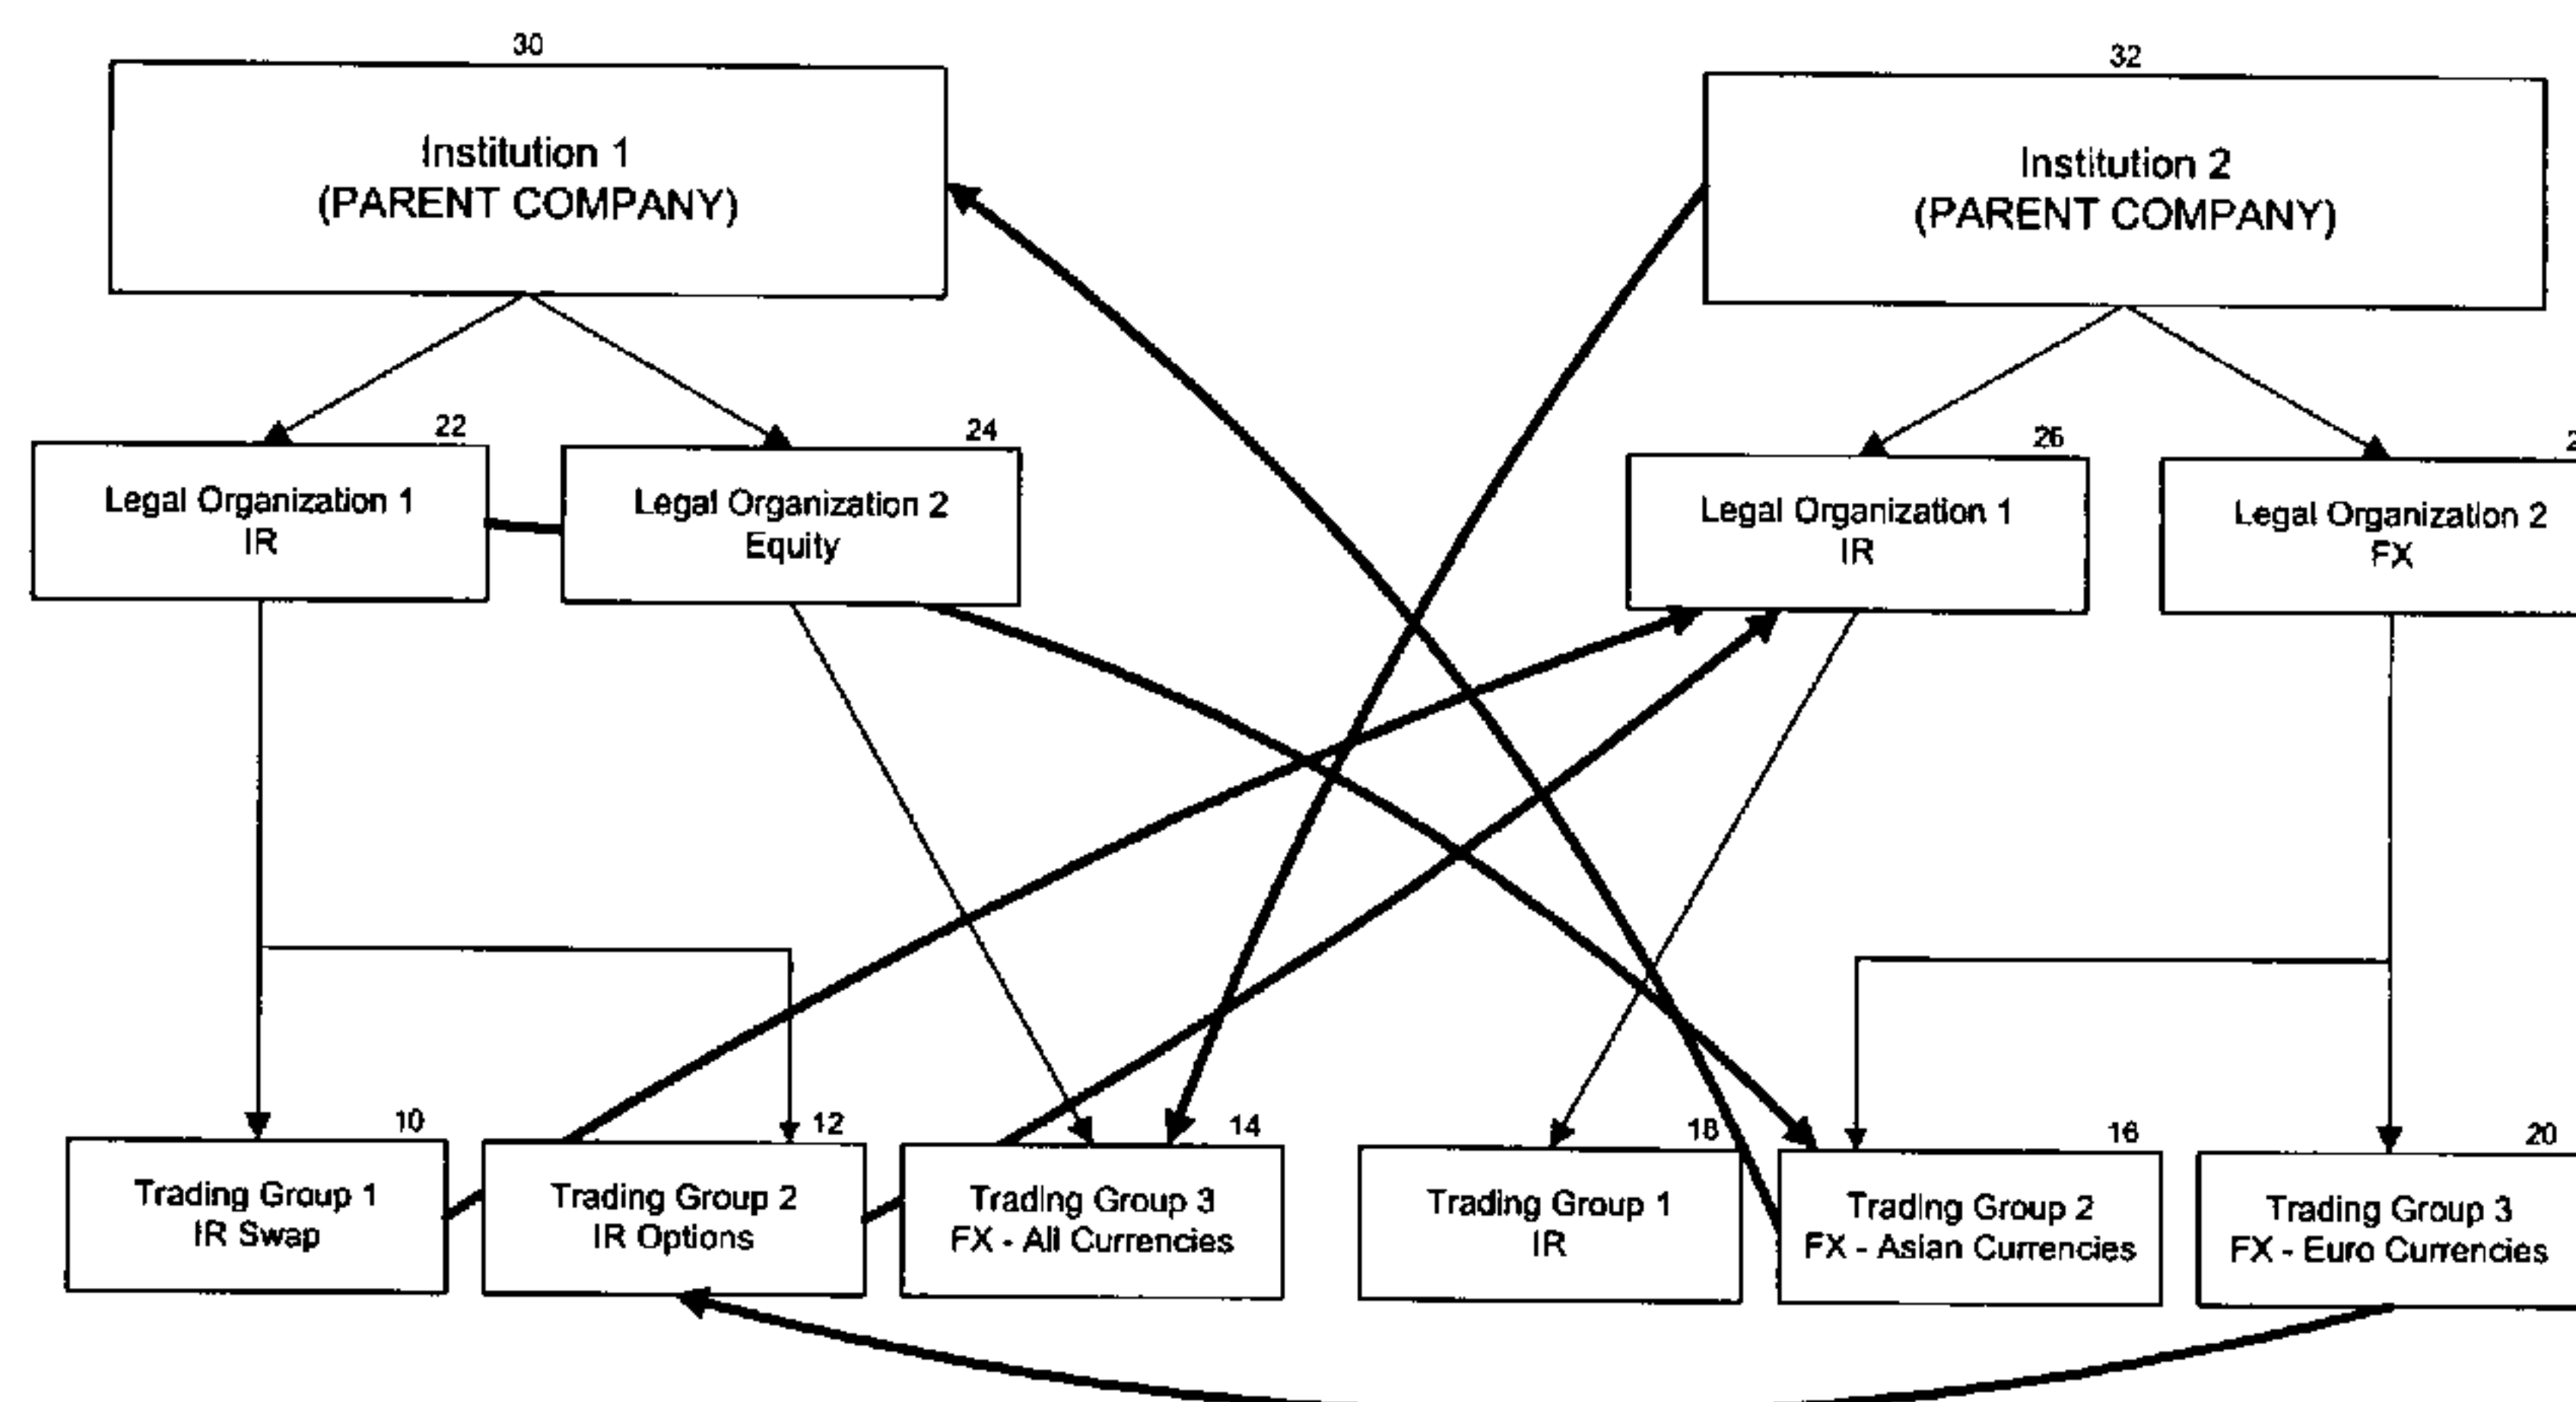 30
Institution 1
(PARENT COMPANY)
32
Institution 2
(PARENT COMPANY)
22
Legal Organization 1
IR
24
Legal Organization 2
Equity
26
Legal Organization 1
IR
2
Legal Organization 2
FX
10
Trading Group 1
IR Swap
12
Trading Group 2
IR Options
14
Trading Group 3
FX - All Currencies
18
Trading Group 1
IR
16
Trading Group 2
FX - Asian Currencies
20
Trading Group 3
FX - Euro Currencies